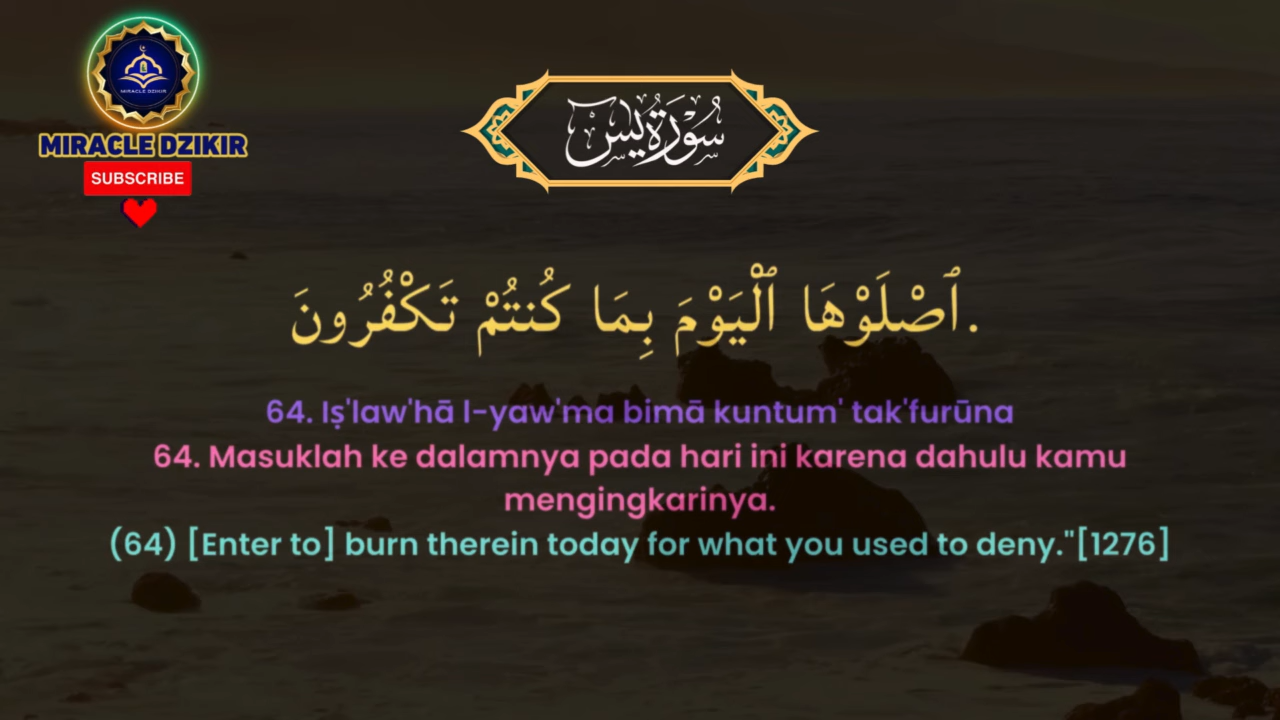 MIRACLE DZIKIR
MIRACLE DZIKIR
SUBSCRIBE
سُوْرَةُ يٰسٓ
ٱصْلَوْهَا ٱلْيَوْمَ بِمَا كُنتُمْ تَكْفُرُونَ.
64. Iṣ'law'hā l-yaw'ma bimā kuntum' tak'furūna
64. Masuklah ke dalamnya pada hari ini karena dahulu kamu
mengingkarinya.
(64) [Enter to] burn therein today for what you used to deny."[1276]